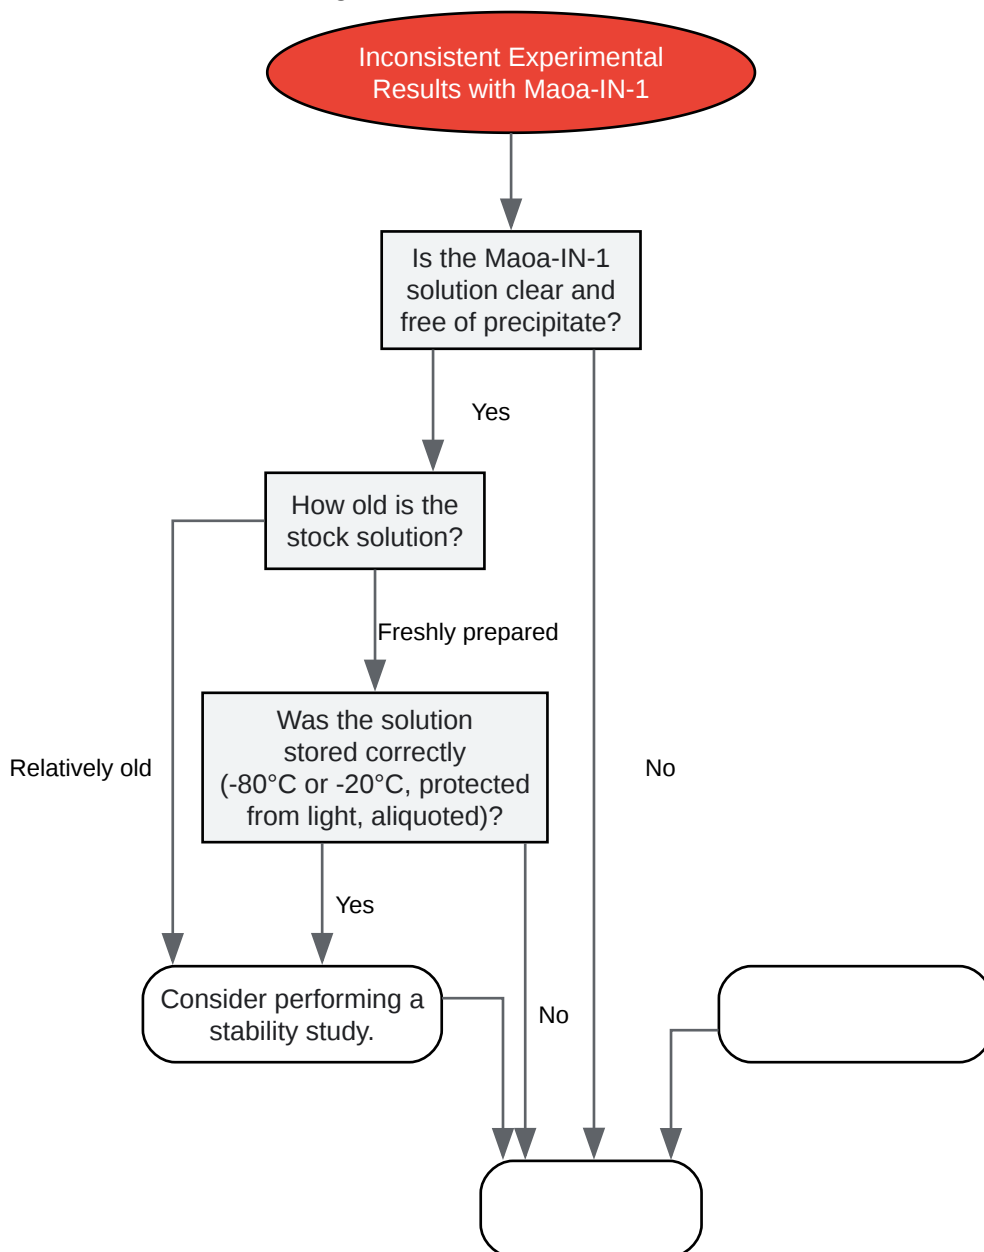 Inconsistent Experimental
Results with Maoa-IN-1
Is the Maoa-IN-1
solution clear and
free of precipitate?
Yes
How old is the
stock solution?
Freshly prepared
Was the solution
stored correctly
(-80°C or -20°C, protected
from light, aliquoted)?
Relatively old
No
Yes
Consider performing a
stability study.
No